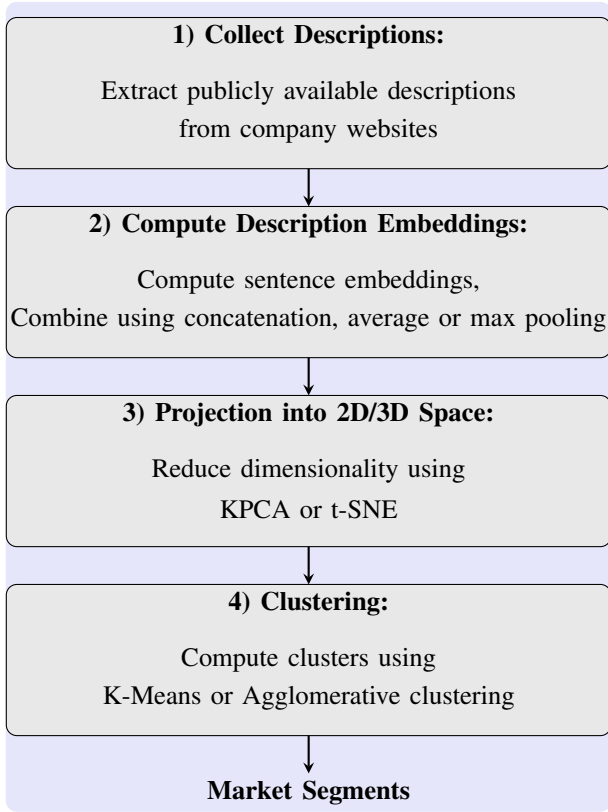 1) Collect Descriptions:
Extract publicly available descriptions
from company websites
2) Compute Description Embeddings:
Compute sentence embeddings,
Combine using concatenation, average or max pooling
3) Projection into 2D/3D Space:
Reduce dimensionality using
KPCA or t-SNE
4) Clustering:
Compute clusters using
K-Means or Agglomerative clustering
Market Segments